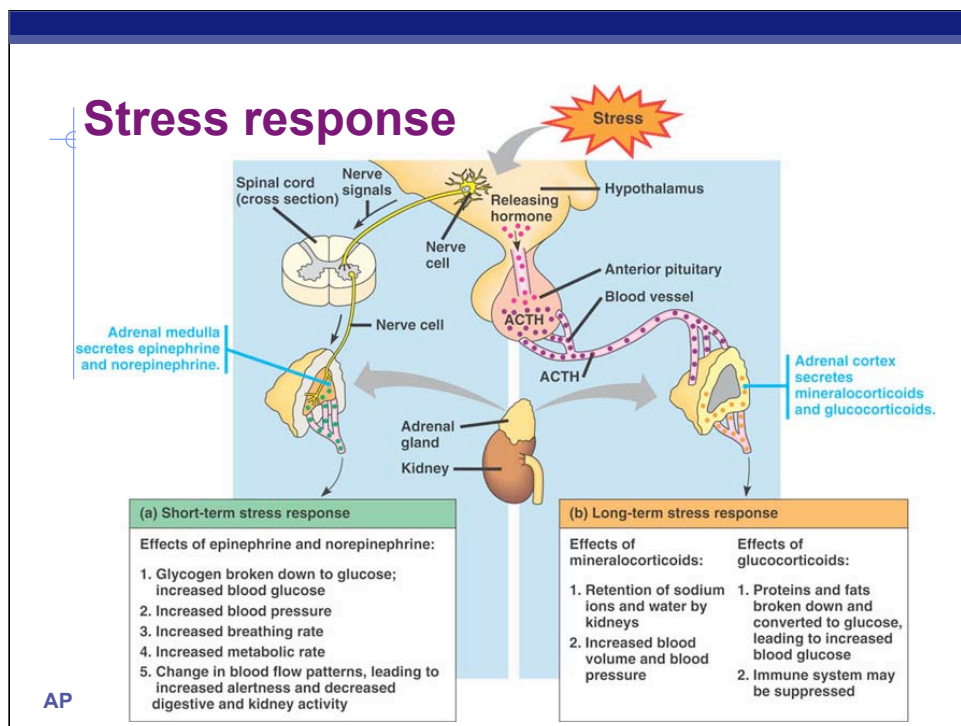 Stress response
Stress
Spinal cord
(cross section)
Nerve
signals
Nerve
cell
Releasing
hormone
Hypothalamus
Anterior pituitary
Blood vessel
ACTH
ACTH
Nerve cell
Adrenal medulla
secretes epinephrine
and norepinephrine.
Adrenal cortex
secretes
mineralocorticoids
and glucocorticoids.
Adrenal
gland
Kidney
(a) Short-term stress response
Effects of epinephrine and norepinephrine:
1. Glycogen broken down to glucose;
increased blood glucose
2. Increased blood pressure
3. Increased breathing rate
4. Increased metabolic rate
5. Change in blood flow patterns, leading to
increased alertness and decreased
digestive and kidney activity
(b) Long-term stress response
Effects of
mineralocorticoids:
1. Retention of sodium
ions and water by
kidneys
2. Increased blood
volume and blood
pressure
Effects of
glucocorticoids:
1. Proteins and fats
broken down and
converted to glucose,
leading to increased
blood glucose
2. Immune system may
be suppressed
AP